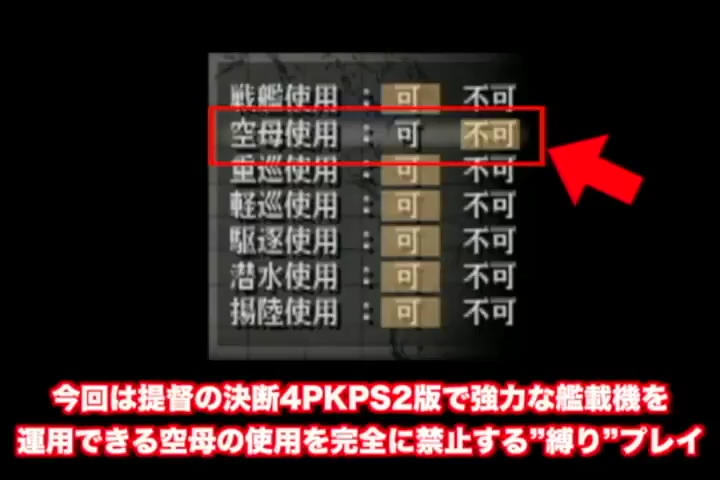 戦艦使用 : 可 不可
空母使用 : 可 不可
重巡使用 : 可 不可
軽巡使用 : 可 不可
駆逐使用 : 可 不可
潜水使用 : 可 不可
揚陸使用 : 可 不可
今回は提督の決断4PKPS2版で強力な艦載機を
運用できる空母の使用を完全に禁止する”縛り”プレイ